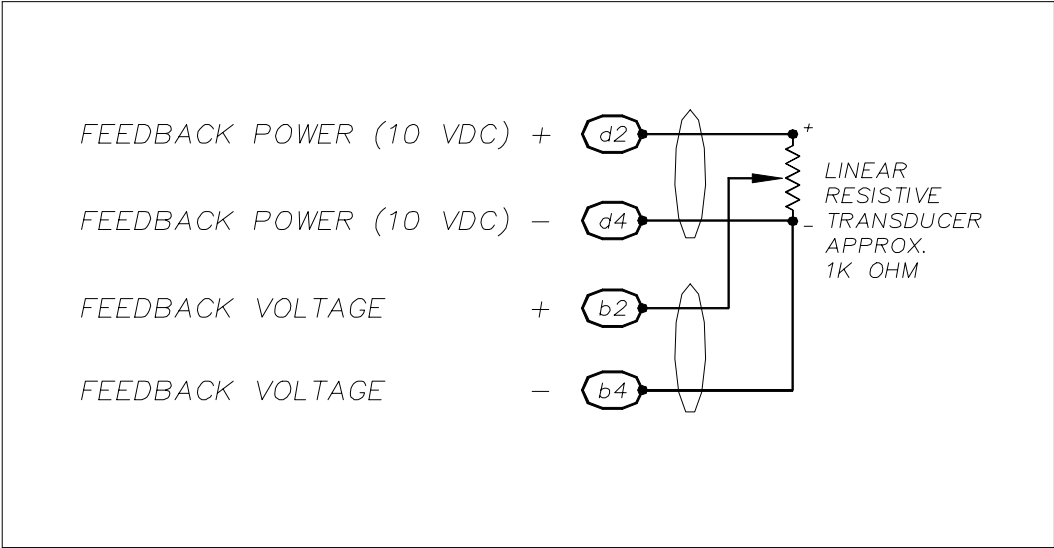 FEEDBACK POWER (10 VDC) + d2
FEEDBACK POWER (10 VDC) - d4
FEEDBACK VOLTAGE + b2
FEEDBACK VOLTAGE - b4
+
-
LINEAR
RESISTIVE
TRANSDUCER
APPROX.
1K OHM